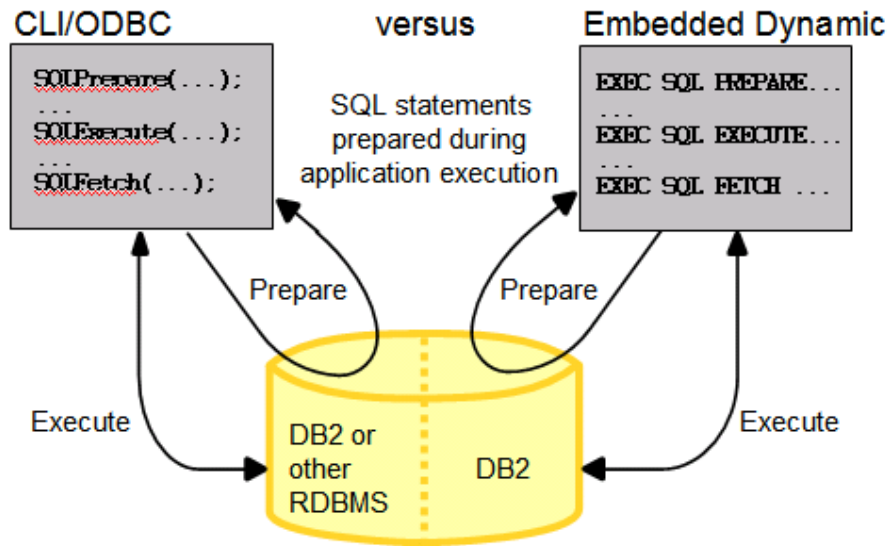 CLI/ODBC versus Embedded Dynamic
SQLPrepare(...);
...
SQLExecute(...);
...
SQLFetch(...);
SQL statements
prepared during
application execution
EXEC SQL PREPARE...
...
EXEC SQL EXECUTE...
...
EXEC SQL FETCH ...
Prepare
Prepare
Execute
Execute
DB2 or
other
RDBMS
DB2